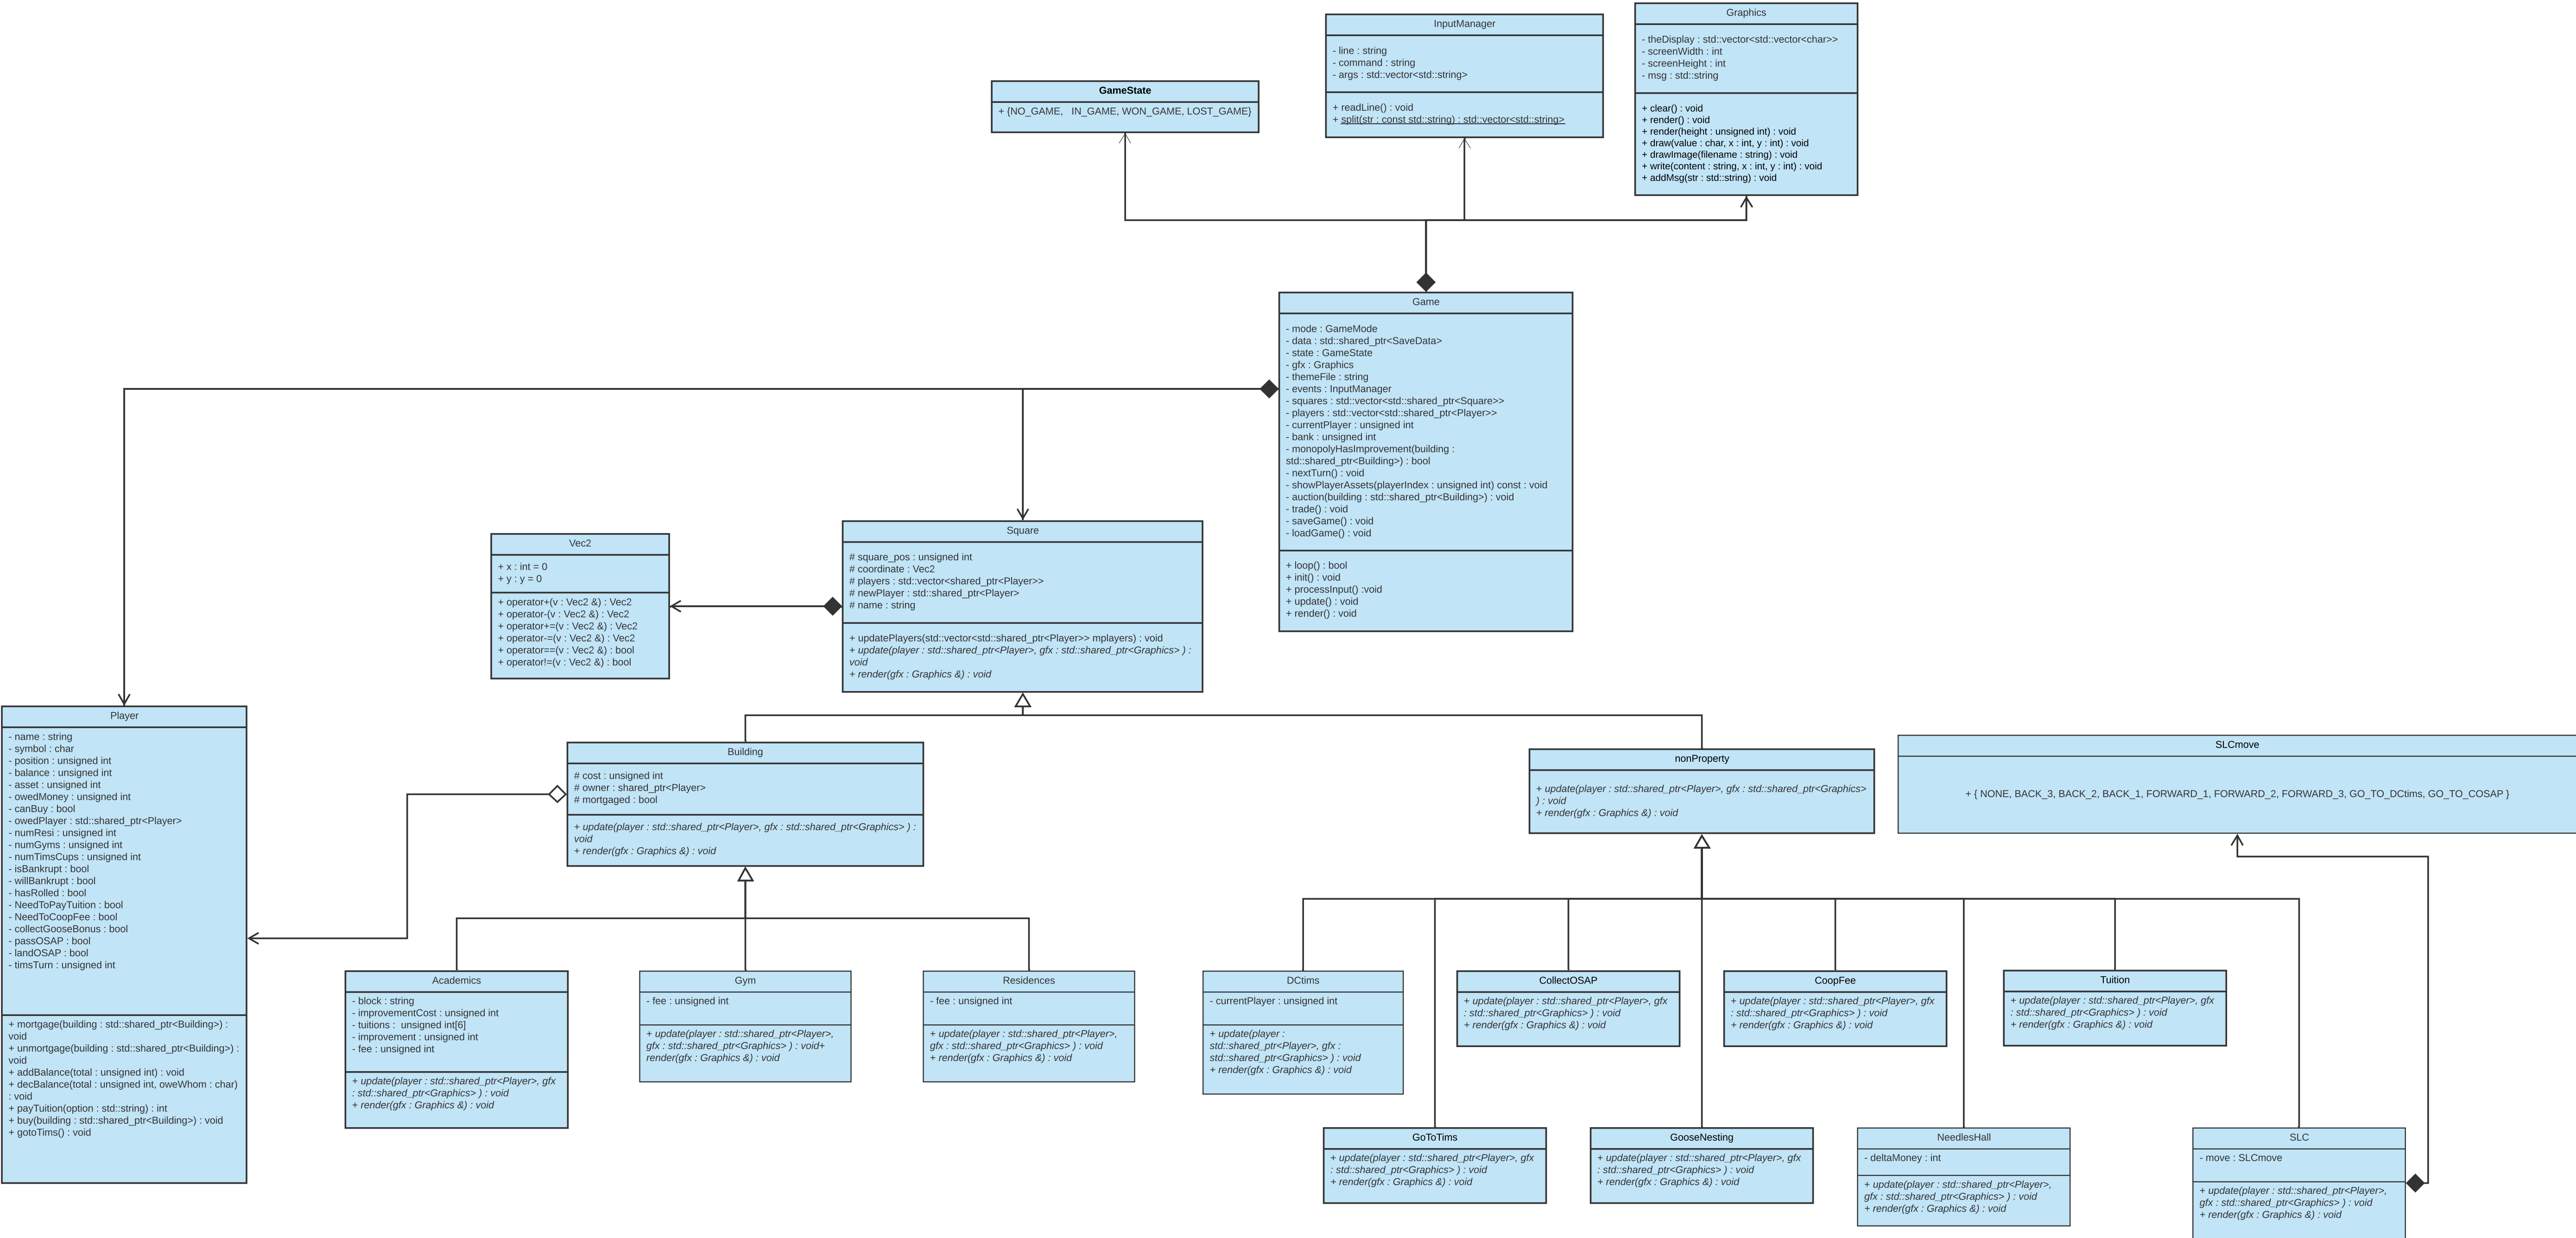 Graphics
- theDisplay : std::vector<std::vector<char>>
- screenWidth : int
- screenHeight : int
- msg : std::string
+ clear() : void
+ render() : void
+ render(height : unsigned int) : void
+ draw(value : char, x : int, y : int) : void
+ drawImage(filename : string) : void
+ write(content : string, x : int, y : int) : void
+ addMsg(str : std::string) : void
InputManager
- line : string
- command : string
- args : std::vector<std::string>
+ readLine() : void
+ split(str : const std::string) : std::vector<std::string>
GameState
+ {NO_GAME, IN_GAME, WON_GAME, LOST_GAME}
Game
- mode : GameMode
- data : std::shared_ptr<SaveData>
- state : GameState
- gfx : Graphics
- themeFile : string
- events : InputManager
- squares : std::vector<std::shared_ptr<Square>>
- players : std::vector<std::shared_ptr<Player>>
- currentPlayer : unsigned int
- bank : unsigned int
- monopolyHasImprovement(building :
std::shared_ptr<Building>) : bool
- nextTurn() : void
- showPlayerAssets(playerIndex : unsigned int) const : void
- auction(building : std::shared_ptr<Building>) : void
- trade() : void
- saveGame() : void
- loadGame() : void
+ loop() : bool
+ init() : void
+ processInput() :void
+ update() : void
+ render() : void
Square
# square_pos : unsigned int
# coordinate : Vec2
# players : std::vector<shared_ptr<Player>>
# newPlayer : std::shared_ptr<Player>
# name : string
+ updatePlayers(std::vector<std::shared_ptr<Player>> mplayers) : void
+ update(player : std::shared_ptr<Player>, gfx : std::shared_ptr<Graphics> ) :
void
+ render(gfx : Graphics &) : void
Vec2
+ x : int = 0
+ y : y = 0
+ operator+(v : Vec2 &) : Vec2
+ operator-(v : Vec2 &) : Vec2
+ operator+=(v : Vec2 &) : Vec2
+ operator-=(v : Vec2 &) : Vec2
+ operator==(v : Vec2 &) : bool
+ operator!=(v : Vec2 &) : bool
Player
- name : string
- symbol : char
- position : unsigned int
- balance : unsigned int
- asset : unsigned int
- owedMoney : unsigned int
- canBuy : bool
- owedPlayer : std::shared_ptr<Player>
- numResi : unsigned int
- numGyms : unsigned int
- numTimsCups : unsigned int
- isBankrupt : bool
- willBankrupt : bool
- hasRolled : bool
- NeedToPayTuition : bool
- NeedToCoopFee : bool
- collectGooseBonus : bool
- passOSAP : bool
- landOSAP : bool
- timsTurn : unsigned int
+ mortgage(building : std::shared_ptr<Building>) :
void
+ unmortgage(building : std::shared_ptr<Building>) :
void
+ addBalance(total : unsigned int) : void
+ decBalance(total : unsigned int, oweWhom : char)
: void
+ payTuition(option : std::string) : int
+ buy(building : std::shared_ptr<Building>) : void
+ gotoTims() : void
Building
# cost : unsigned int
# owner : shared_ptr<Player>
# mortgaged : bool
+ update(player : std::shared_ptr<Player>, gfx : std::shared_ptr<Graphics> ) :
void
+ render(gfx : Graphics &) : void
nonProperty
+ update(player : std::shared_ptr<Player>, gfx : std::shared_ptr<Graphics>
) : void
+ render(gfx : Graphics &) : void
SLCmove
+ { NONE, BACK_3, BACK_2, BACK_1, FORWARD_1, FORWARD_2, FORWARD_3, GO_TO_DCtims, GO_TO_COSAP }
Academics
- block : string
- improvementCost : unsigned int
- tuitions :  unsigned int[6]
- improvement : unsigned int
- fee : unsigned int
+ update(player : std::shared_ptr<Player>, gfx
: std::shared_ptr<Graphics> ) : void
+ render(gfx : Graphics &) : void
Gym
- fee : unsigned int
+ update(player : std::shared_ptr<Player>,
gfx : std::shared_ptr<Graphics> ) : void+
render(gfx : Graphics &) : void
Residences
- fee : unsigned int
+ update(player : std::shared_ptr<Player>,
gfx : std::shared_ptr<Graphics> ) : void
+ render(gfx : Graphics &) : void
DCtims
- currentPlayer : unsigned int
+ update(player :
std::shared_ptr<Player>, gfx :
std::shared_ptr<Graphics> ) : void
+ render(gfx : Graphics &) : void
CollectOSAP
+ update(player : std::shared_ptr<Player>, gfx
: std::shared_ptr<Graphics> ) : void
+ render(gfx : Graphics &) : void
CoopFee
+ update(player : std::shared_ptr<Player>, gfx
: std::shared_ptr<Graphics> ) : void
+ render(gfx : Graphics &) : void
Tuition
+ update(player : std::shared_ptr<Player>, gfx
: std::shared_ptr<Graphics> ) : void
+ render(gfx : Graphics &) : void
GoToTims
+ update(player : std::shared_ptr<Player>, gfx
: std::shared_ptr<Graphics> ) : void
+ render(gfx : Graphics &) : void
GooseNesting
+ update(player : std::shared_ptr<Player>, gfx
: std::shared_ptr<Graphics> ) : void
+ render(gfx : Graphics &) : void
NeedlesHall
- deltaMoney : int
+ update(player : std::shared_ptr<Player>,
gfx : std::shared_ptr<Graphics> ) : void
+ render(gfx : Graphics &) : void
SLC
- move : SLCmove
+ update(player : std::shared_ptr<Player>,
gfx : std::shared_ptr<Graphics> ) : void
+ render(gfx : Graphics &) : void